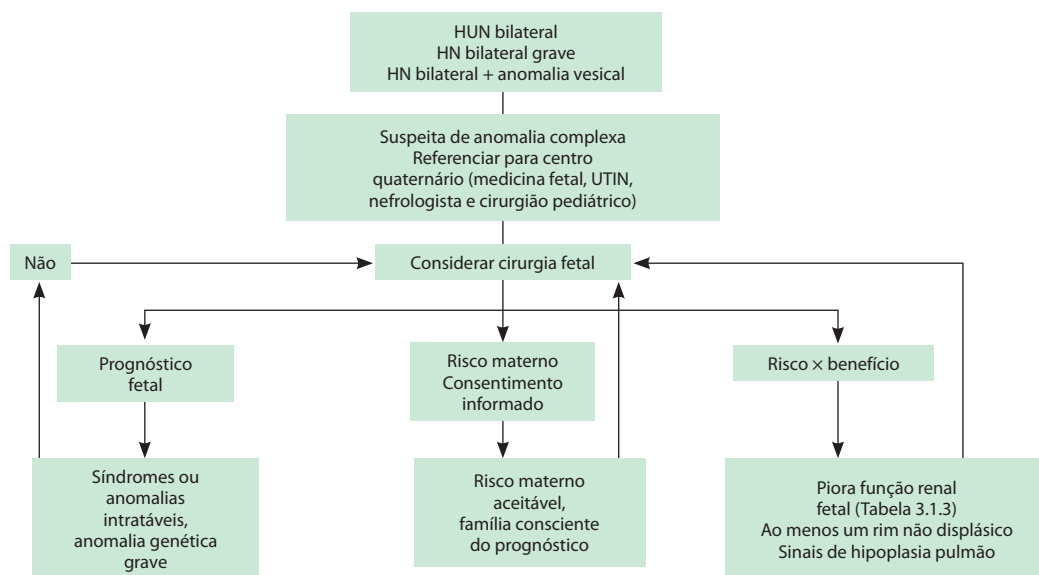 HUN bilateral
HN bilateral grave
HN bilateral + anomalia vesical
Suspeita de anomalia complexa
Referenciar para centro
quaternário (medicina fetal, UTIN,
nefrologista e cirurgião pediátrico)
Não
Considerar cirurgia fetal
Prognóstico
fetal
Risco materno
Consentimento
informado
Risco × benefício
Síndromes ou
anomalias
intratáveis,
anomalia genética
grave
Risco materno
aceitável,
família consciente
do prognóstico
Piora função renal
fetal (Tabela 3.1.3)
Ao menos um rim não displásico
Sinais de hipoplasia pulmão